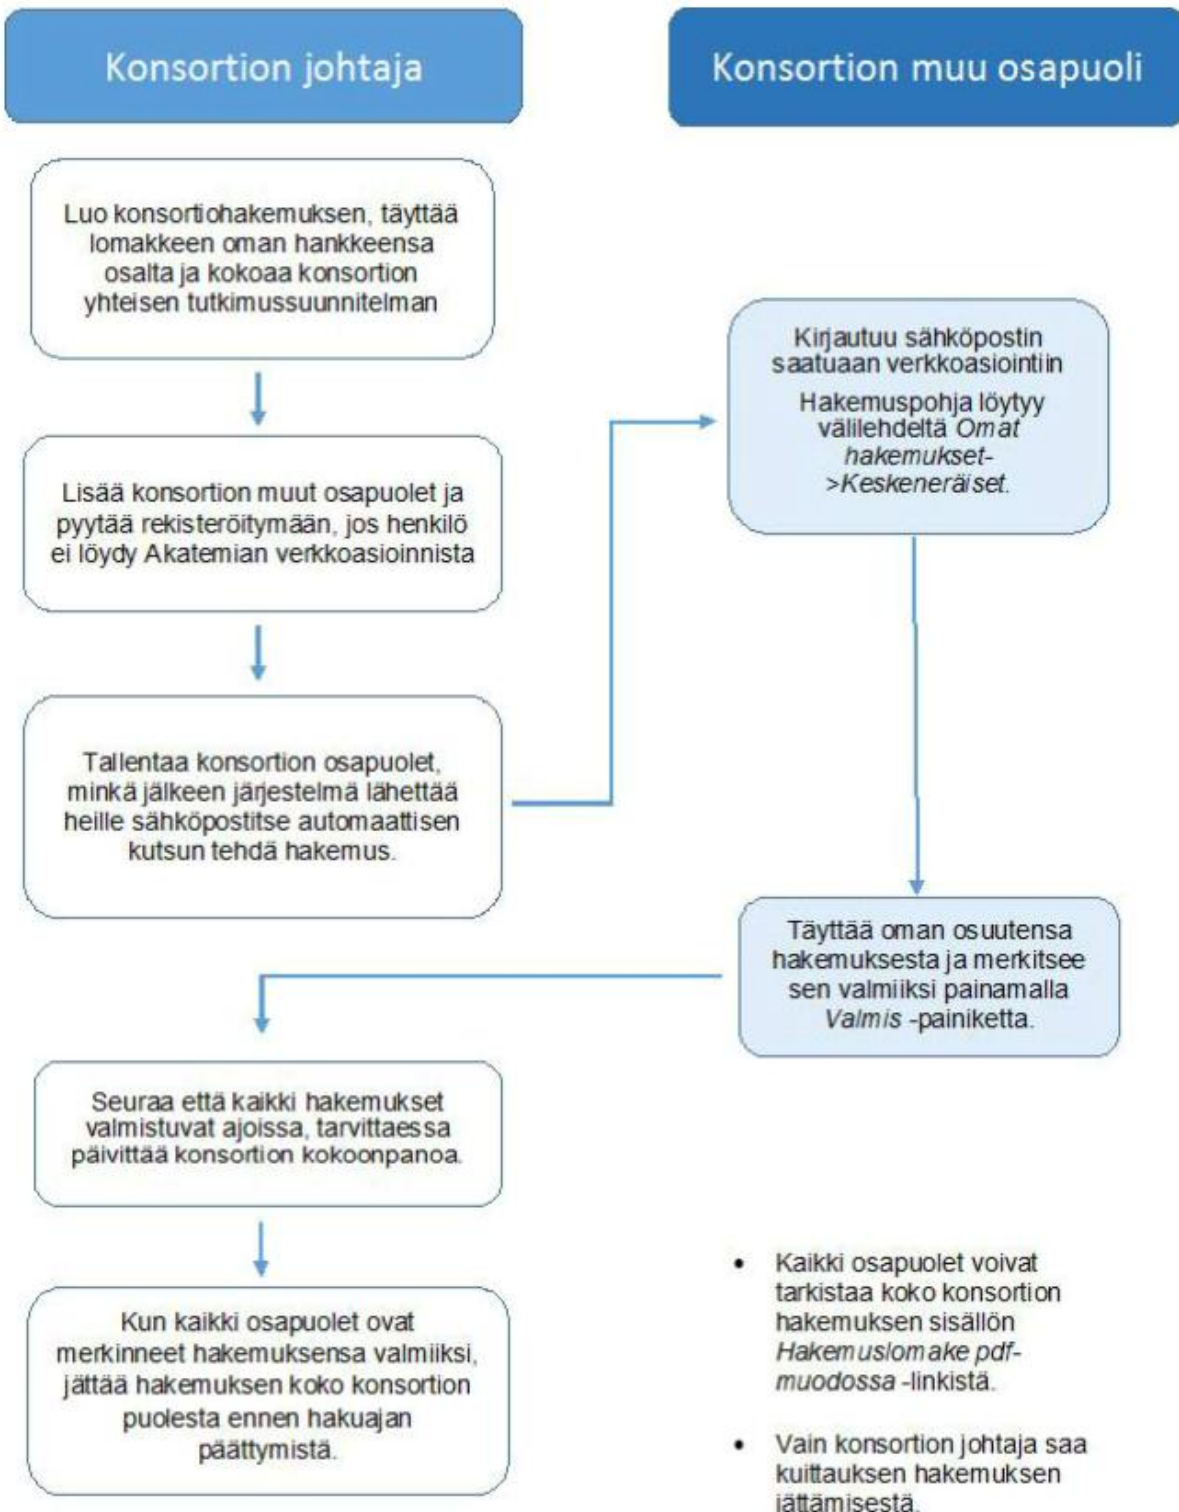 Konsortion johtaja
Konsortion muu osapuoli
Luo konsortiohakemuksen, täyttää
lomakkeen oman hankkeensa
osalta ja kokoaa konsortion
yhteisen tutkimussuunnitelman
Lisää konsortion muut osapuolet ja
pyytää rekisteröitymään, jos henkilö
ei löydy Akatemian verkkoasioinnista
Tallentaa konsortion osapuolet,
minkä jälkeen järjestelmä lähettää
heille sähköpostitse automaattisen
kutsun tehdä hakemus.
Kirjautuu sähköpostin
saatuaan verkkoasiointiin
Hakemuspohja löytyy
välilehdeltä Omat
hakemukset-
>Keskeneräiset.
Täyttää oman osuutensa
hakemuksesta ja merkitsee
sen valmiiksi painamalla
Valmis -painiketta.
Seuraa että kaikki hakemukset
valmistuvat ajoissa, tarvittaessa
päivittää konsortion kokoonpanoa.
Kun kaikki osapuolet ovat
merkinneet hakemuksensa valmiiksi,
jättää hakemuksen koko konsortion
puolesta ennen hakuajan
päättymistä.
• Kaikki osapuolet voivat
tarkistaa koko konsortion
hakemuksen sisällön
Hakemuslomake pdf-
muodossa -linkistä.
• Vain konsortion johtaja saa
kuittauksen hakemuksen
jättämisestä.